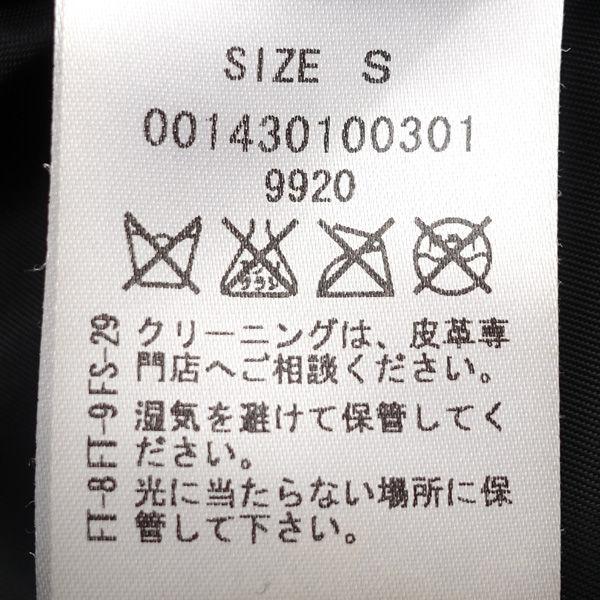 SIZE S
001430100301
9920
クリーニングは、皮革専
門店へご相談ください。
湿気を避けて保管してく
ださい。
光に当たらない場所に保
管して下さい。
FT-8FT-9FS-29